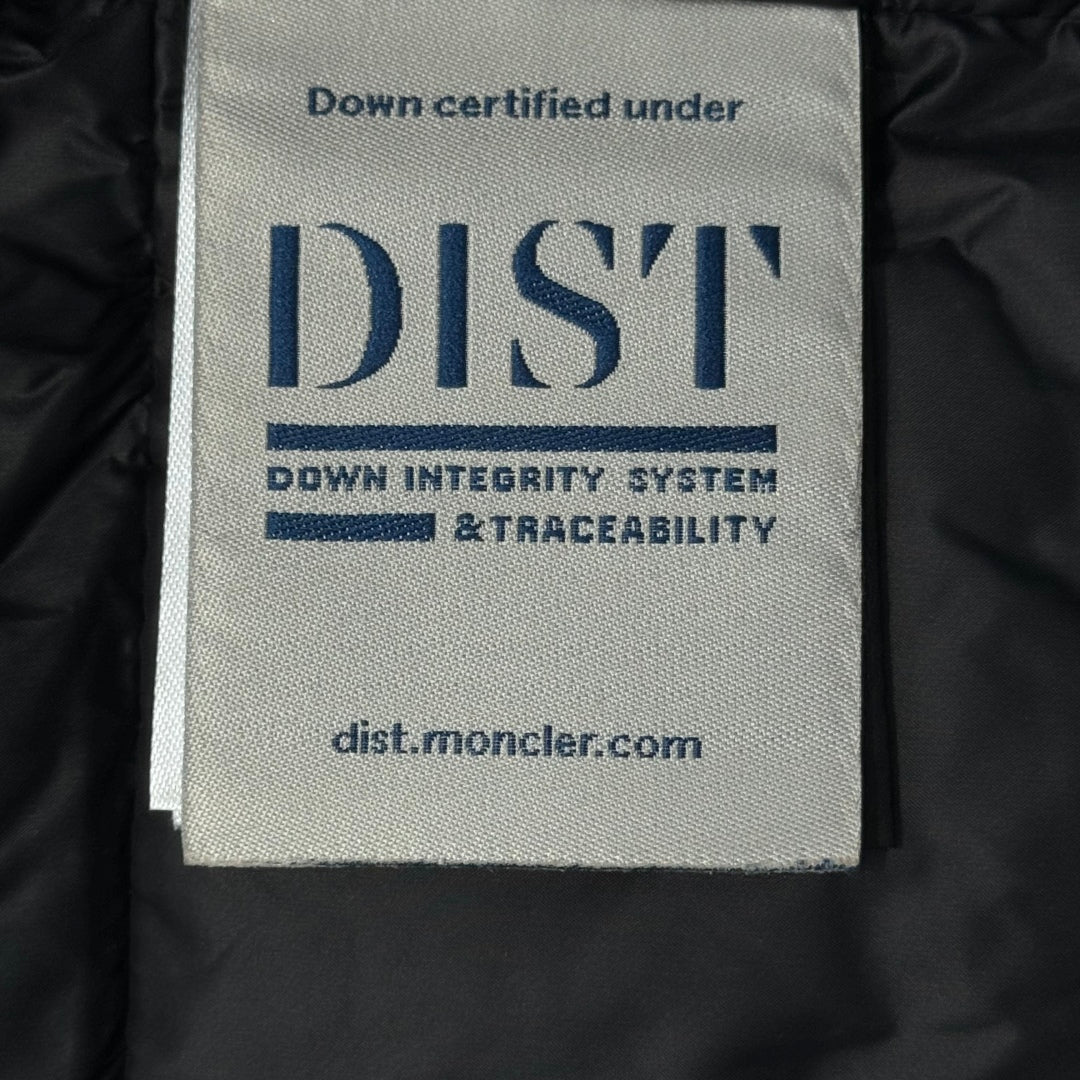 Down certified under
DIST
DOWN INTEGRITY SYSTEM
&TRACEABILITY
dist.moncler.com